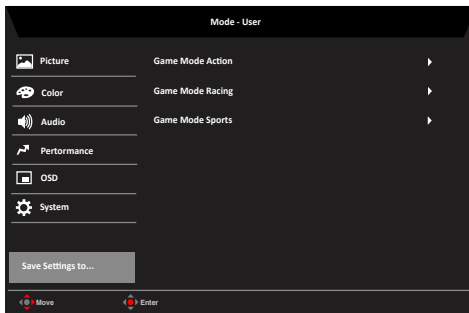 Mode - User
Picture
Game Mode Action
Color
Game Mode Racing
Audio
Game Mode Sports
Pertormance
OSD
System
Save Settings to...
Move
Enter